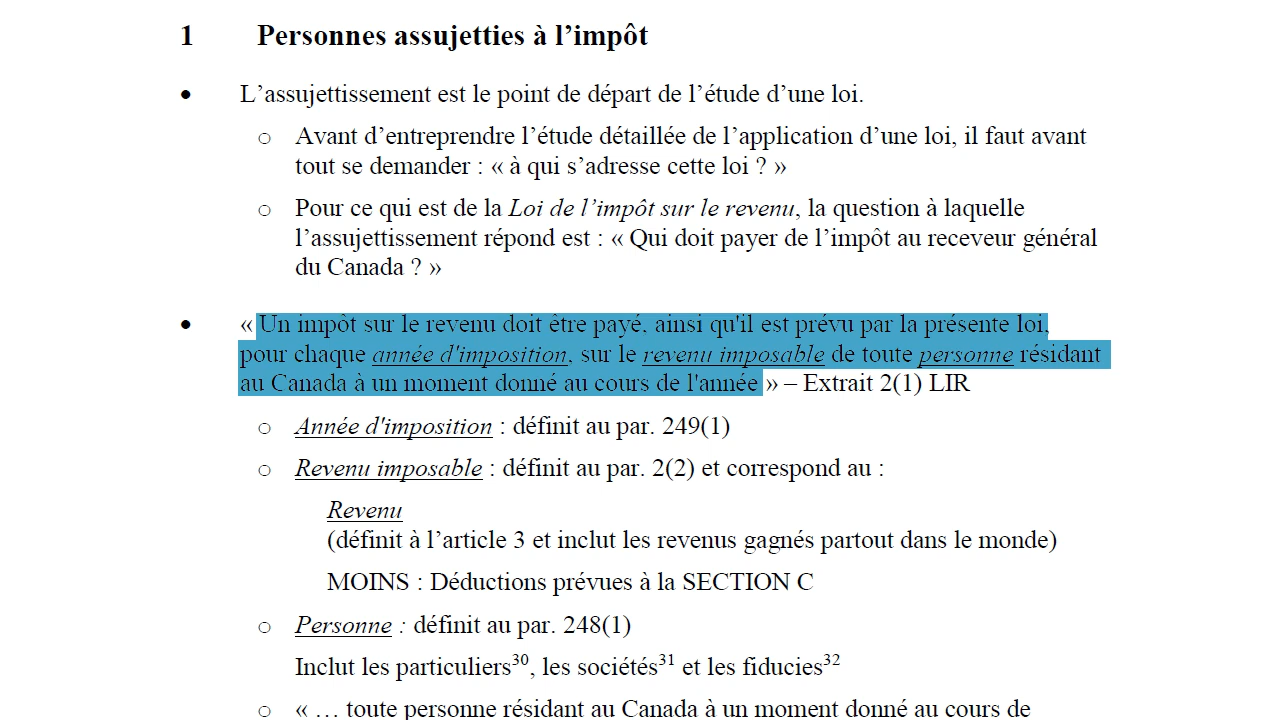 1 Personnes assujetties à l’impôt
• L’assujettissement est le point de départ de l’étude d’une loi.
o Avant d’entreprendre l’étude détaillée de l’application d’une loi, il faut avant
tout se demander : « à qui s’adresse cette loi ? »
o Pour ce qui est de la Loi de l’impôt sur le revenu, la question à laquelle
l’assujettissement répond est : « Qui doit payer de l’impôt au receveur général
du Canada ? »
• « Un impôt sur le revenu doit être payé, ainsi qu'il est prévu par la présente loi,
pour chaque année d'imposition, sur le revenu imposable de toute personne résidant
au Canada à un moment donné au cours de l'année » – Extrait 2(1) LIR
o Année d'imposition : définit au par. 249(1)
o Revenu imposable : définit au par. 2(2) et correspond au :
Revenu
(définit à l’article 3 et inclut les revenus gagnés partout dans le monde)
MOINS : Déductions prévues à la SECTION C
o Personne : définit au par. 248(1)
Inclut les particuliers30, les sociétés31 et les fiducies32
o « … toute personne résidant au Canada à un moment donné au cours de